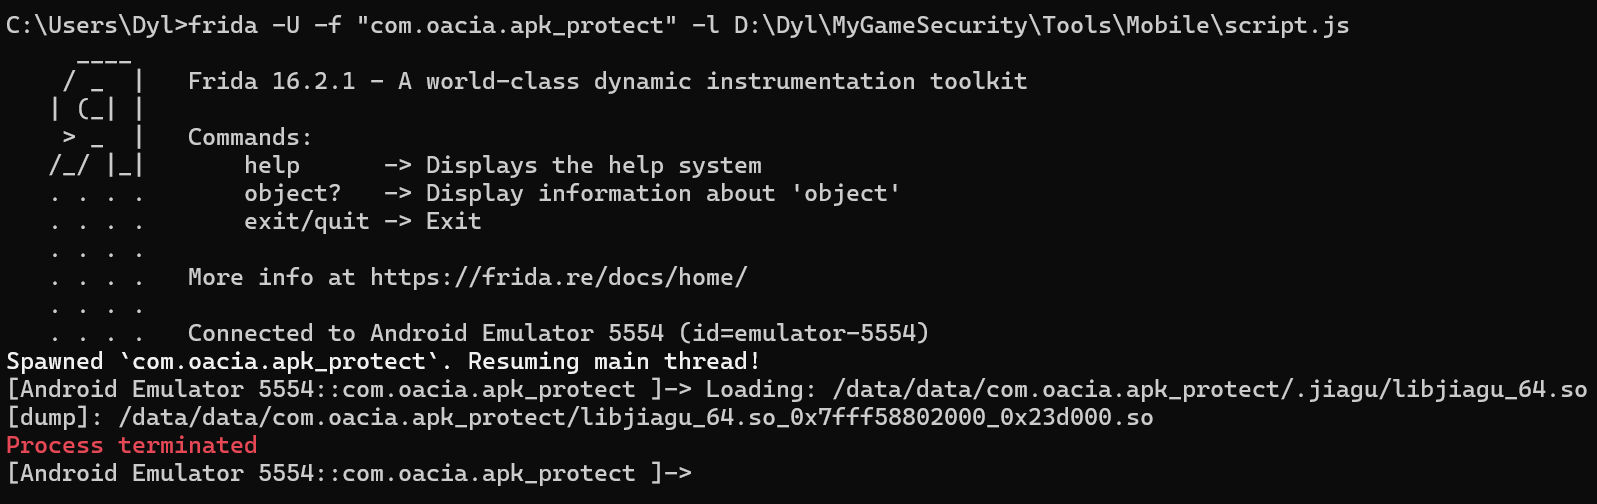 C:\Users\Dyl>frida -U -f "com.oacia.apk_protect" -l D:\Dyl\MyGameSecurity\Tools\Mobile\script.js
     ____
    / _  |   Frida 16.2.1 - A world-class dynamic instrumentation toolkit
   | (_| |
    > _  |   Commands:
   /_/ |_|       help      -> Displays the help system
   . . . .       object?   -> Display information about 'object'
   . . . .       exit/quit -> Exit
   . . . .
   . . . .   More info at https://frida.re/docs/home/
   . . . .
   . . . .   Connected to Android Emulator 5554 (id=emulator-5554)
Spawned `com.oacia.apk_protect`. Resuming main thread!
[Android Emulator 5554::com.oacia.apk_protect ]-> Loading: /data/data/com.oacia.apk_protect/.jiagu/libjiagu_64.so
[dump]: /data/data/com.oacia.apk_protect/libjiagu_64.so_0x7fff58802000_0x23d000.so
Process terminated
[Android Emulator 5554::com.oacia.apk_protect ]->